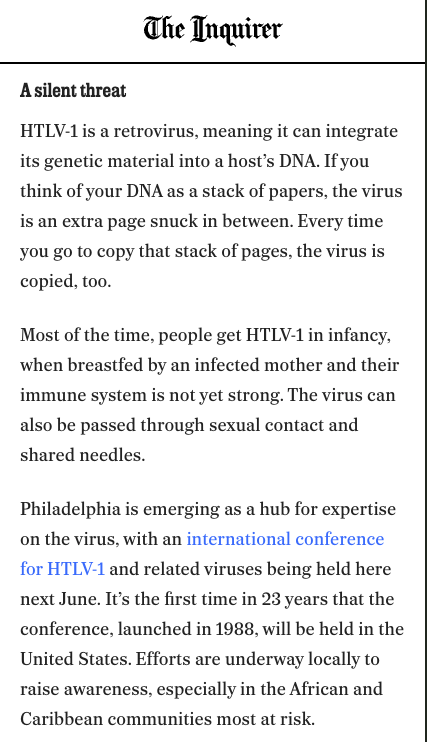 The Inquirer
A silent threat
HTLV-1 is a retrovirus, meaning it can integrate
its genetic material into a host’s DNA. If you
think of your DNA as a stack of papers, the virus
is an extra page snuck in between. Every time
you go to copy that stack of pages, the virus is
copied, too.
Most of the time, people get HTLV-1 in infancy,
when breastfed by an infected mother and their
immune system is not yet strong. The virus can
also be passed through sexual contact and
shared needles.
Philadelphia is emerging as a hub for expertise
on the virus, with an international conference
for HTLV-1 and related viruses being held here
next June. It’s the first time in 23 years that the
conference, launched in 1988, will be held in the
United States. Efforts are underway locally to
raise awareness, especially in the African and
Caribbean communities most at risk.